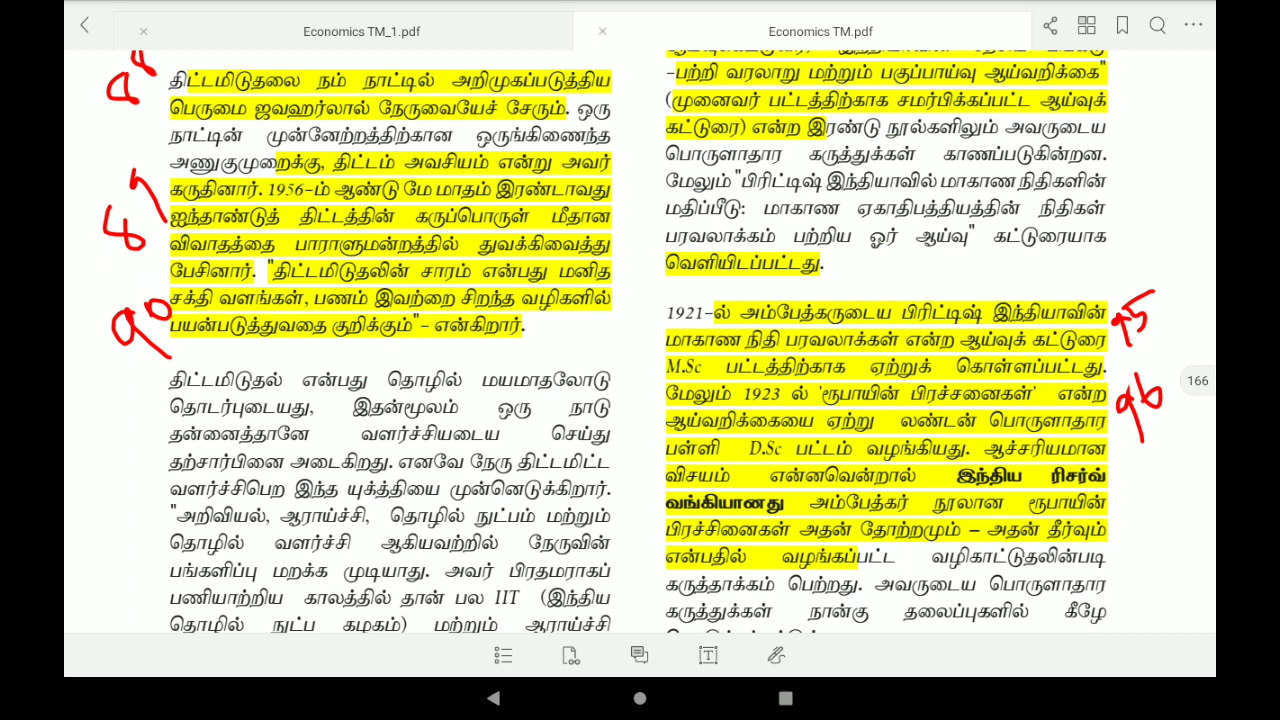 Economics TM_1.pdf
Economics TM.pdf
திட்டமிடுதலை நம் நாட்டில் அறிமுகப்படுத்திய
பெருமை ஜவஹர்லால் நேருவையேச் சேரும். ஒரு
நாட்டின் முன்னேற்றத்திற்கான ஒருங்கிணைந்த
அணுகுமுறைக்கு, திட்டம் அவசியம் என்று அவர்
கருதினார். 1956-ம் ஆண்டு மே மாதம் இரண்டாவது
ஐந்தாண்டுத் திட்டத்தின் கருப்பொருள் மீதான
விவாதத்தை பாராளுமன்றத்தில் துவக்கிவைத்து
பேசினார். "திட்டமிடுதலின் சாரம் என்பது மனித
சக்தி வளங்கள், பணம் இவற்றை சிறந்த வழிகளில்
பயன்படுத்துவதை குறிக்கும்"- என்கிறார்.
89
90
திட்டமிடுதல் என்பது தொழில் மயமாதலோடு
தொடர்புடையது, இதன்மூலம் ஒரு நாடு
தன்னைத்தானே வளர்ச்சியடைய செய்து
தற்சார்பினை அடைகிறது. எனவே நேரு திட்டமிட்ட
வளர்ச்சிபெற இந்த யுக்த்தியை முன்னெடுக்கிறார்.
"அறிவியல், ஆராய்ச்சி, தொழில் நுட்பம் மற்றும்
தொழில் வளர்ச்சி ஆகியவற்றில் நேருவின்
பங்களிப்பு மறக்க முடியாது. அவர் பிரதமராகப்
பணியாற்றிய காலத்தில் தான் பல IIT (இந்திய
தொழில் நுட்ப கழகம்) மற்றும் ஆராய்ச்சி
-பற்றி வரலாறு மற்றும் பகுப்பாய்வு ஆய்வறிக்கை"
(முனைவர் பட்டத்திற்காக சமர்பிக்கப்பட்ட ஆய்வுக்
கட்டுரை) என்ற இரண்டு நூல்களிலும் அவருடைய
பொருளாதார கருத்துக்கள் காணப்படுகின்றன.
மேலும் "பிரிட்டிஷ் இந்தியாவில் மாகாண நிதிகளின்
மதிப்பீடு: மாகாண ஏகாதிபத்தியத்தின் நிதிகள்
பரவலாக்கம் பற்றிய ஓர் ஆய்வு" கட்டுரையாக
வெளியிடப்பட்டது.
1921-ல் அம்பேத்கருடைய பிரிட்டிஷ் இந்தியாவின்
மாகாண நிதி பரவலாக்கள் என்ற ஆய்வுக் கட்டுரை
M.Sc பட்டத்திற்காக ஏற்றுக் கொள்ளப்பட்டது.
மேலும் 1923 ல் 'ரூபாயின் பிரச்சனைகள்' என்ற
ஆய்வறிக்கையை ஏற்று லண்டன் பொருளாதார
பள்ளி D.Sc பட்டம் வழங்கியது. ஆச்சரியமான
விசயம் என்னவென்றால் இந்திய ரிசர்வ்
வங்கியானது அம்பேத்கர் நூலான ரூபாயின்
பிரச்சினைகள் அதன் தோற்றமும் – அதன் தீர்வும்
என்பதில் வழங்கப்பட்ட வழிகாட்டுதலின்படி
கருத்தாக்கம் பெற்றது. அவருடைய பொருளாதார
கருத்துக்கள் நான்கு தலைப்புகளில் கீழே
95
96
166